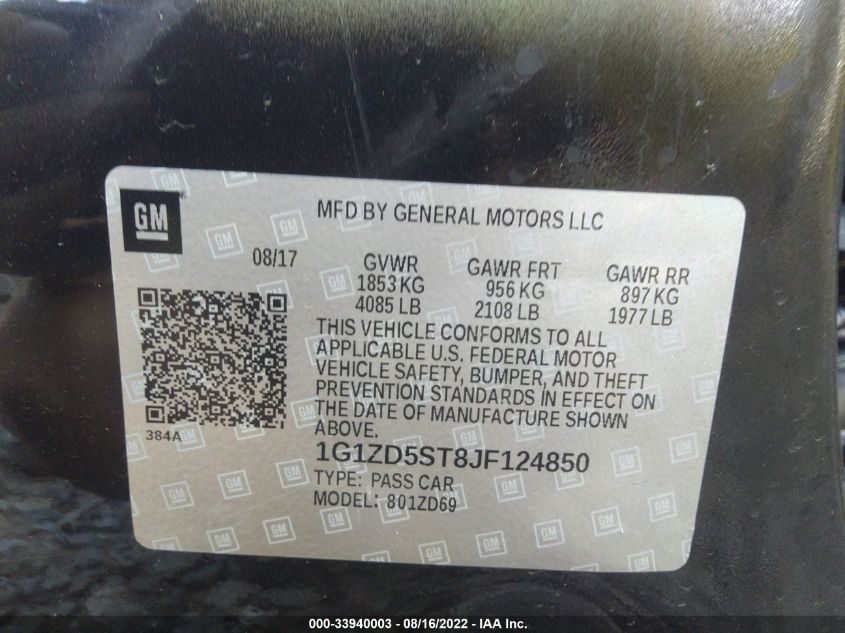 GM
MFD BY GENERAL MOTORS LLC
08/17
GVWR
1853 KG
4085 LB
GAWR FRT
956 KG
2108 LB
GAWR RR
897 KG
1977 LB
THIS VEHICLE CONFORMS TO ALL
APPLICABLE U.S. FEDERAL MOTOR
VEHICLE SAFETY, BUMPER, AND THEFT
PREVENTION STANDARDS IN EFFECT ON
THE DATE OF MANUFACTURE SHOWN
ABOVE.
384A
1G1ZD5ST8JF124850
TYPE: PASS CAR
MODEL: 801ZD69
000-33940003 - 08/16/2022 - IAA Inc.